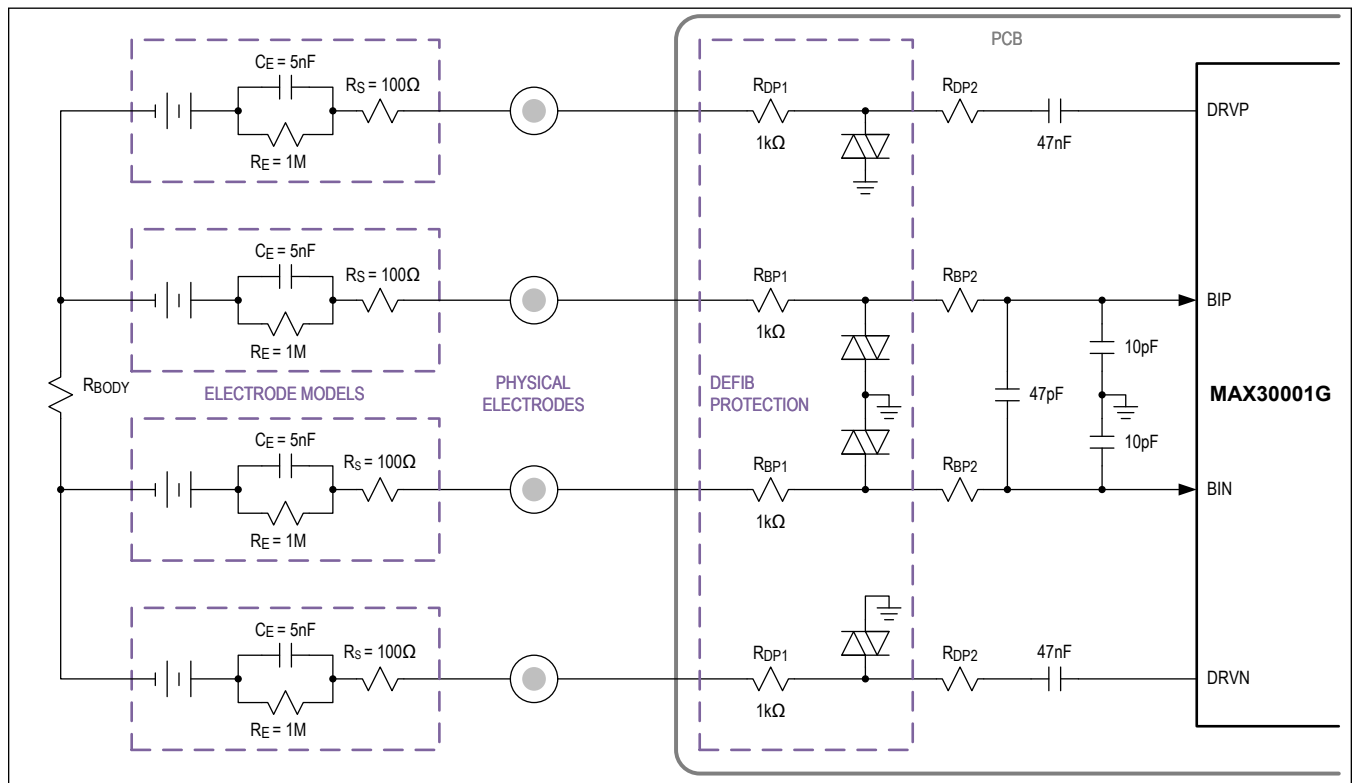 PCB
CE = 5nF
RS = 100Ω
RDP1
RDP2
DRVP
1kΩ
47nF
RE = 1M
CE = 5nF
RS = 100Ω
RBP1
RBP2
BIP
1kΩ
RE = 1M
10pF
RBODY
ELECTRODE MODELS
PHYSICAL
ELECTRODES
DEFIB
PROTECTION
47pF
MAX30001G
CE = 5nF
10pF
RS = 100Ω
RBP1
RBP2
BIN
1kΩ
RE = 1M
CE = 5nF
RS = 100Ω
RDP1
RDP2
47nF
DRVN
1kΩ
RE = 1M